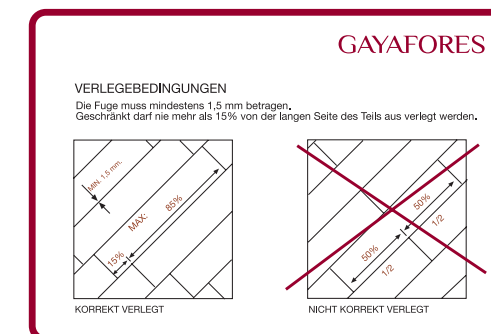 GAYAFORES
VERLEGEBEDINGUNGEN
Die Fuge muss mindestens 1,5 mm betragen.
Geschränkt darf nie mehr als 15% von der langen Seite des Teils aus verlegt werden.
MIN. 1,5 mm.
MAX: 85%
15%
50%
1/2
50%
1/2
KORREKT VERLEGT
NICHT KORREKT VERLEGT